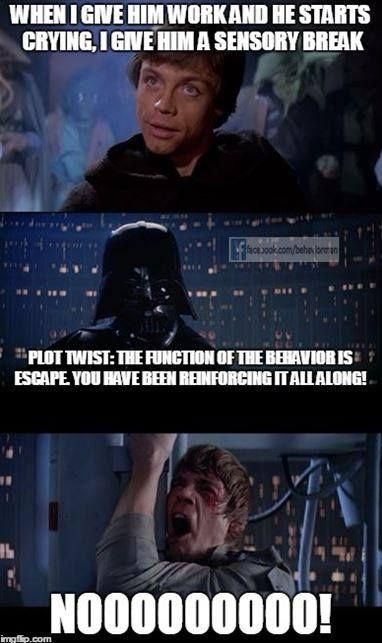 WHEN I GIVE HIM WORK AND HE STARTS
CRYING, I GIVE HIM A SENSORY BREAK
facebook.com/behaviorman
PLOT TWIST: THE FUNCTION OF THE BEHAVIOR IS
ESCAPE. YOU HAVE BEEN REINFORCING IT ALL ALONG!
NOOOOOOOOO!
imgflip.com